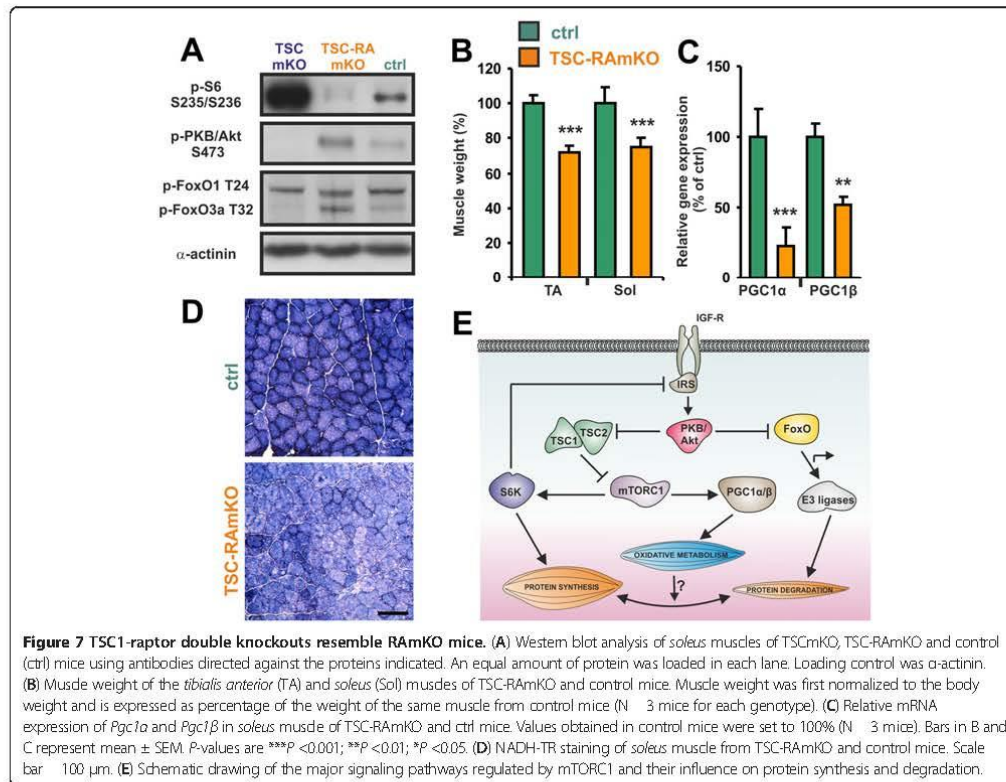 A
TSC mKO
TSC-RA mKO
ctrl
p-S6
S235/S236
p-PKB/Akt
S473
p-FoxO1 T24
p-FoxO3a T32
α-actinin
B
ctrl
TSC-RAmKO
Muscle weight (%)
120
100
80
60
40
20
0
***
***
TA
Sol
C
Relative gene expression
(% of ctrl)
150
100
50
0
***
**
PGC1α
PGC1β
D
ctrl
TSC-RAmKO
E
IGF-R
IRS
TSC1
TSC2
PKB/
Akt
FoxO
S6K
mTORC1
PGC1α/β
E3 ligases
OXIDATIVE METABOLISM
?
PROTEIN SYNTHESIS
PROTEIN DEGRADATION
Figure 7 TSC1-raptor double knockouts resemble RAmKO mice. (A) Western blot analysis of soleus muscles of TSCmKO, TSC-RAmKO and control
(ctrl) mice using antibodies directed against the proteins indicated. An equal amount of protein was loaded in each lane. Loading control was α-actinin.
(B) Muscle weight of the tibialis anterior (TA) and soleus (Sol) muscles of TSC-RAmKO and control mice. Muscle weight was first normalized to the body
weight and is expressed as percentage of the weight of the same muscle from control mice (N 3 mice for each genotype). (C) Relative mRNA
expression of Pgc1α and Pgc1β in soleus muscle of TSC-RAmKO and ctrl mice. Values obtained in control mice were set to 100% (N 3 mice). Bars in B and
C represent mean ± SEM. P-values are ***P <0.001; **P <0.01; *P <0.05. (D) NADH-TR staining of soleus muscle from TSC-RAmKO and control mice. Scale
bar 100 μm. (E) Schematic drawing of the major signaling pathways regulated by mTORC1 and their influence on protein synthesis and degradation.